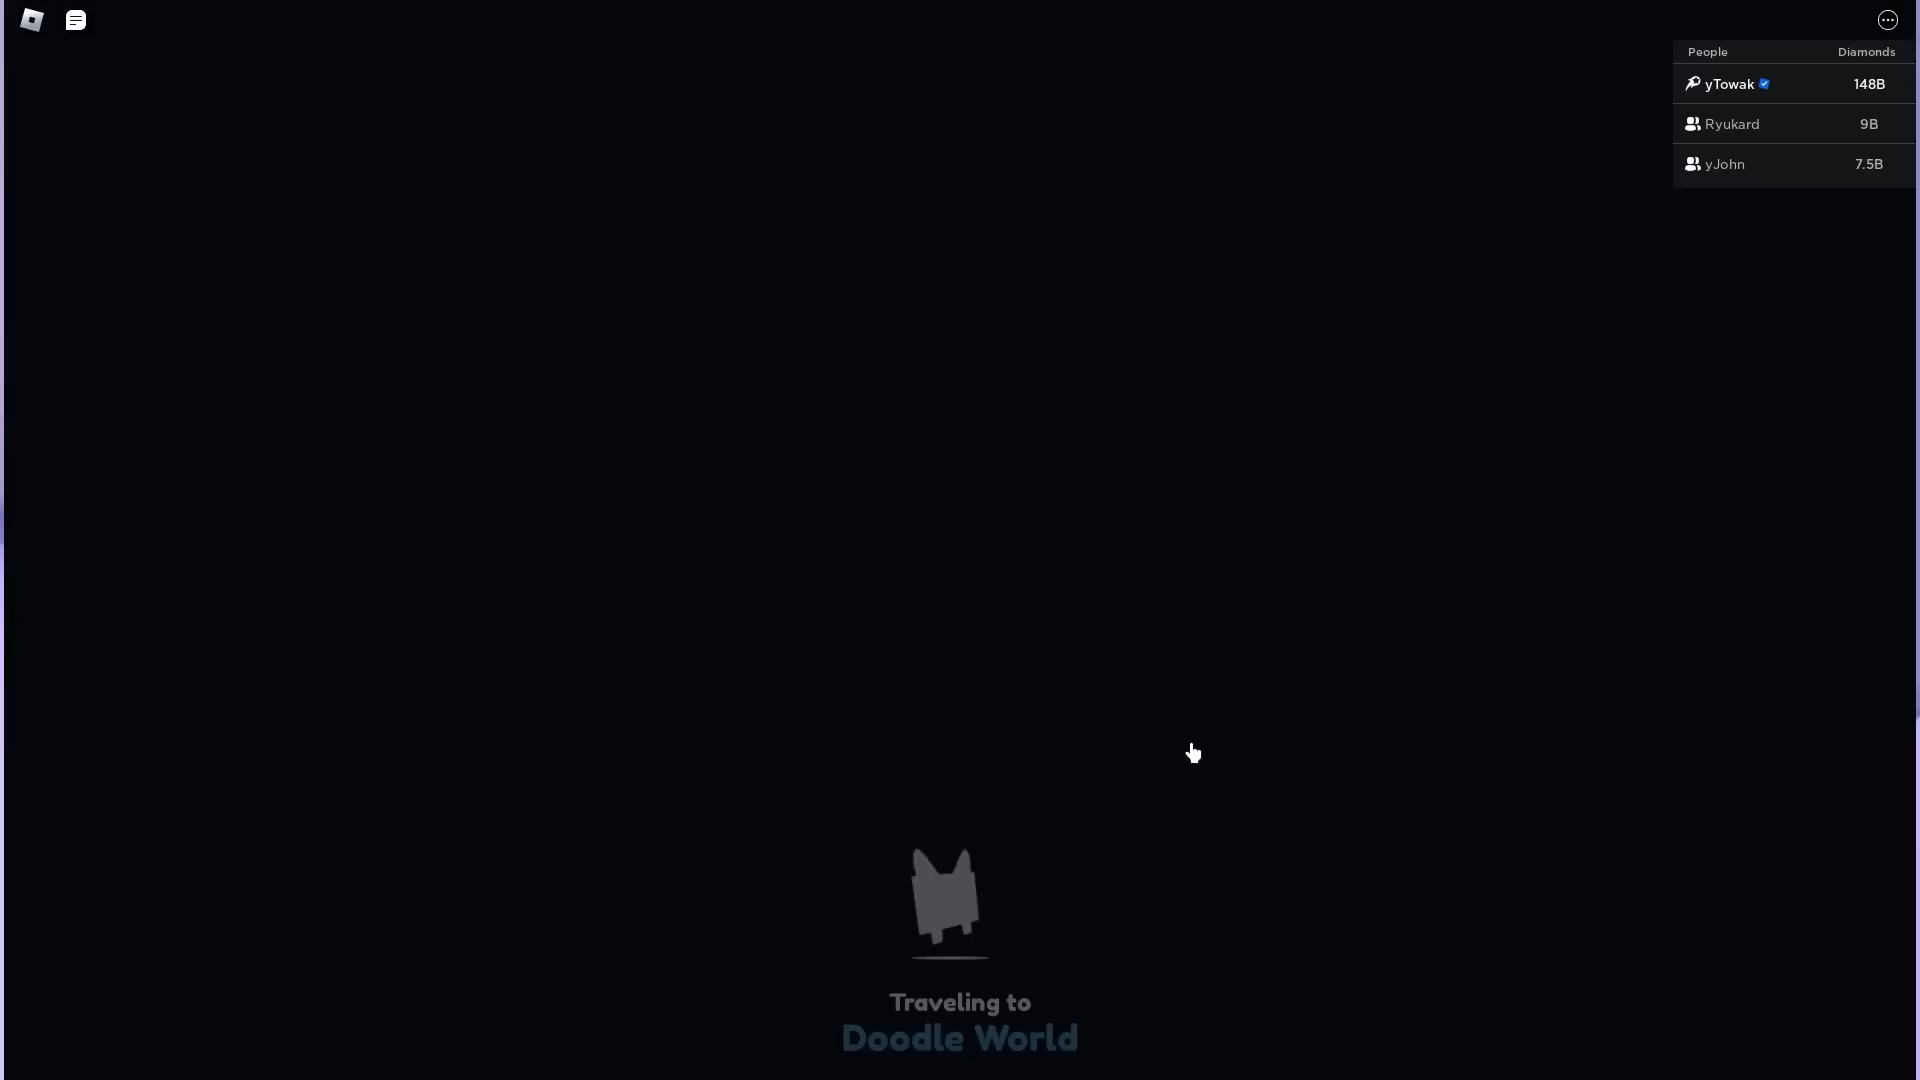 People Diamonds
yTowak 148B
Ryukard 9B
yJohn 7.5B
Traveling to
Doodle World